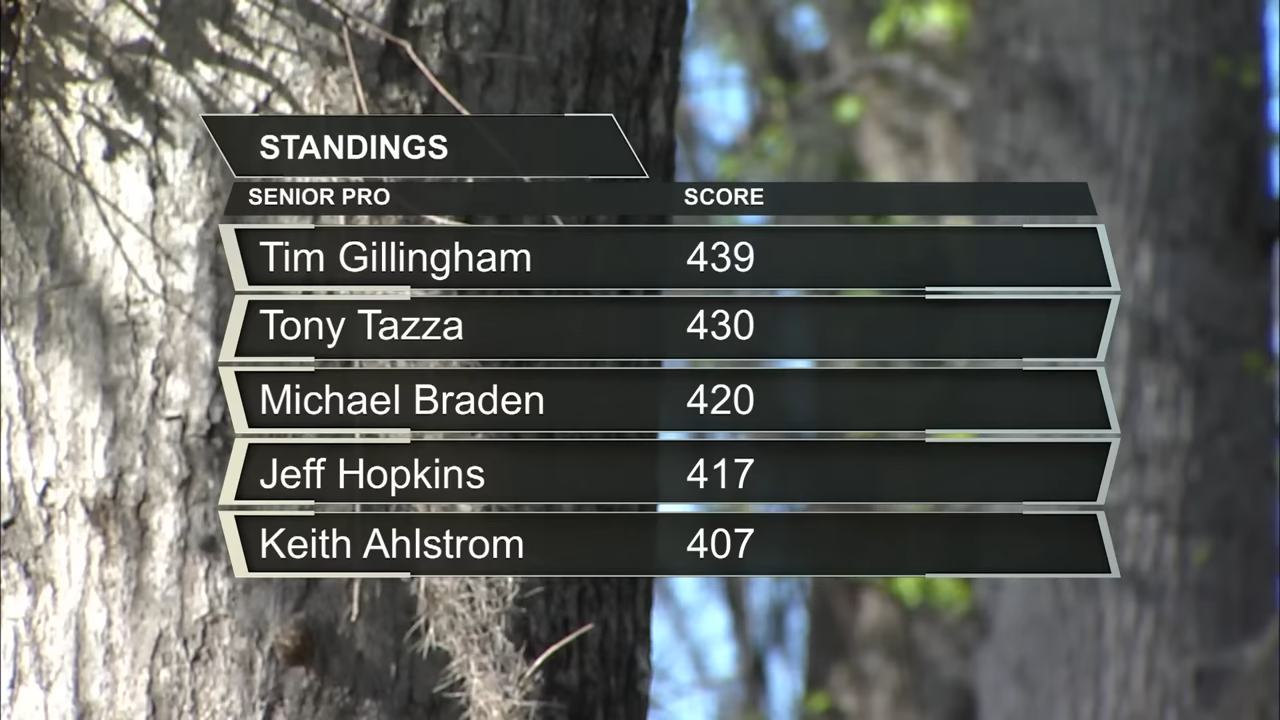 STANDINGS
SENIOR PRO SCORE
Tim Gillingham 439
Tony Tazza 430
Michael Braden 420
Jeff Hopkins 417
Keith Ahlstrom 407